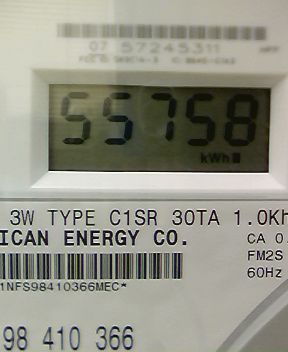 07 57245311
55758
kWh
3W TYPE C1SR 30TA 1.0Kh
ICAN ENERGY CO.
CA 0.
FM2S
60Hz
1NFS98410366MEC*
98 410 366